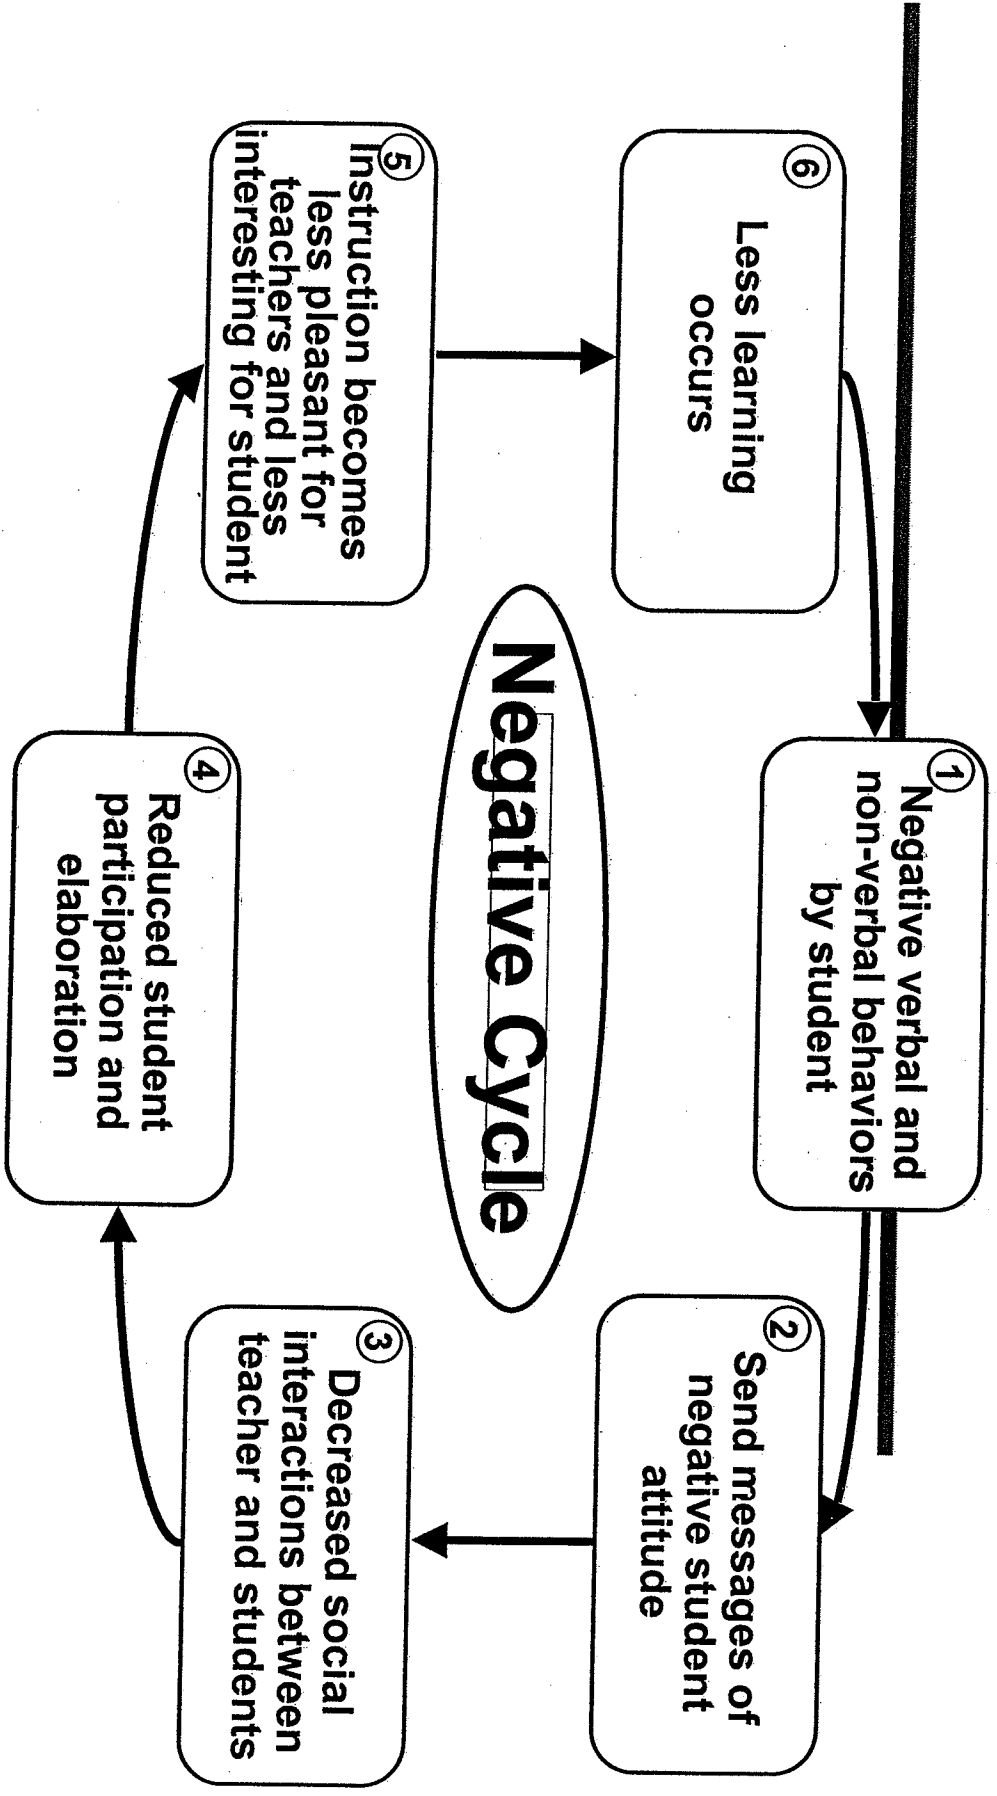 Negative Cycle
1
Negative verbal and
non-verbal behaviors
by student
2
Send messages of
negative student
attitude
3
Decreased social
interactions between
teacher and students
4
Reduced student
participation and
elaboration
5
Instruction becomes
less pleasant for
teachers and less
interesting for student
6
Less learning
occurs